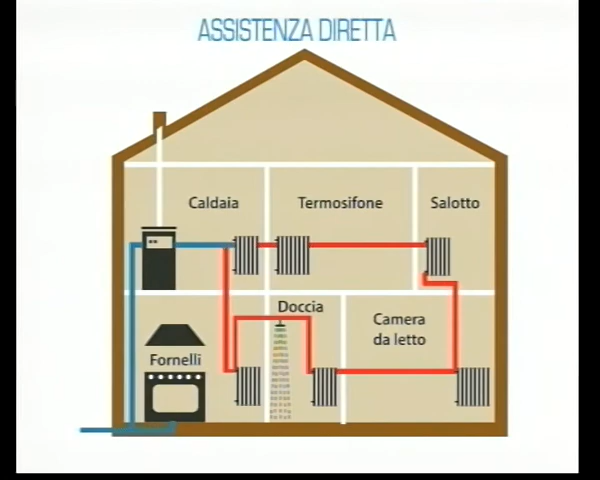 ASSISTENZA DIRETTA
Caldaia
Termosifone
Salotto
Doccia
Camera
da letto
Fornelli